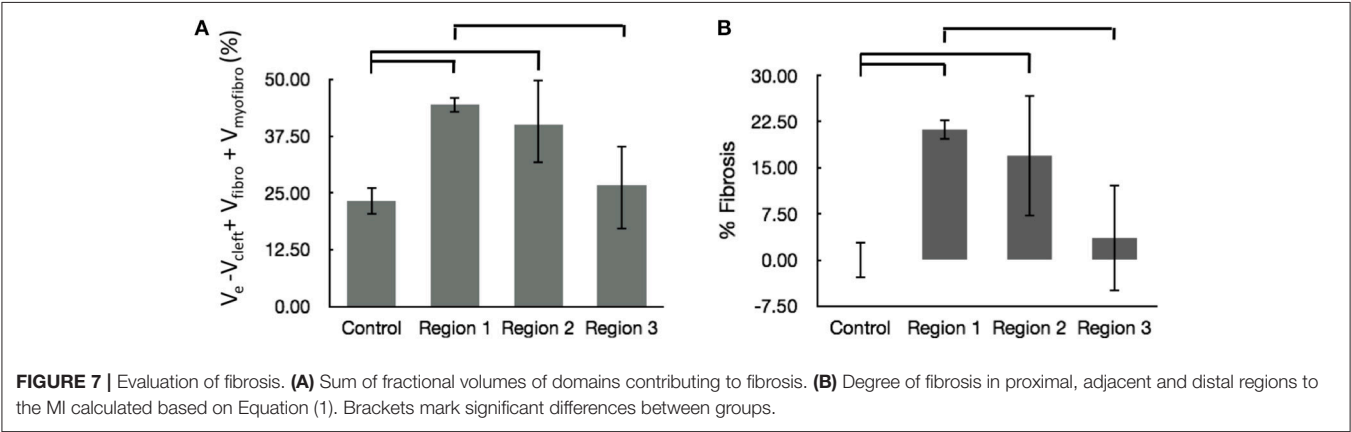 A
V_e -V_cleft+ V_fibro + V_myofibro (%)
50.00
37.50
25.00
12.50
0.00
Control Region 1 Region 2 Region 3
B
% Fibrosis
30.00
22.50
15.00
7.50
0.00
-7.50
Control Region 1 Region 2 Region 3
FIGURE 7 | Evaluation of fibrosis. (A) Sum of fractional volumes of domains contributing to fibrosis. (B) Degree of fibrosis in proximal, adjacent and distal regions to
the MI calculated based on Equation (1). Brackets mark significant differences between groups.